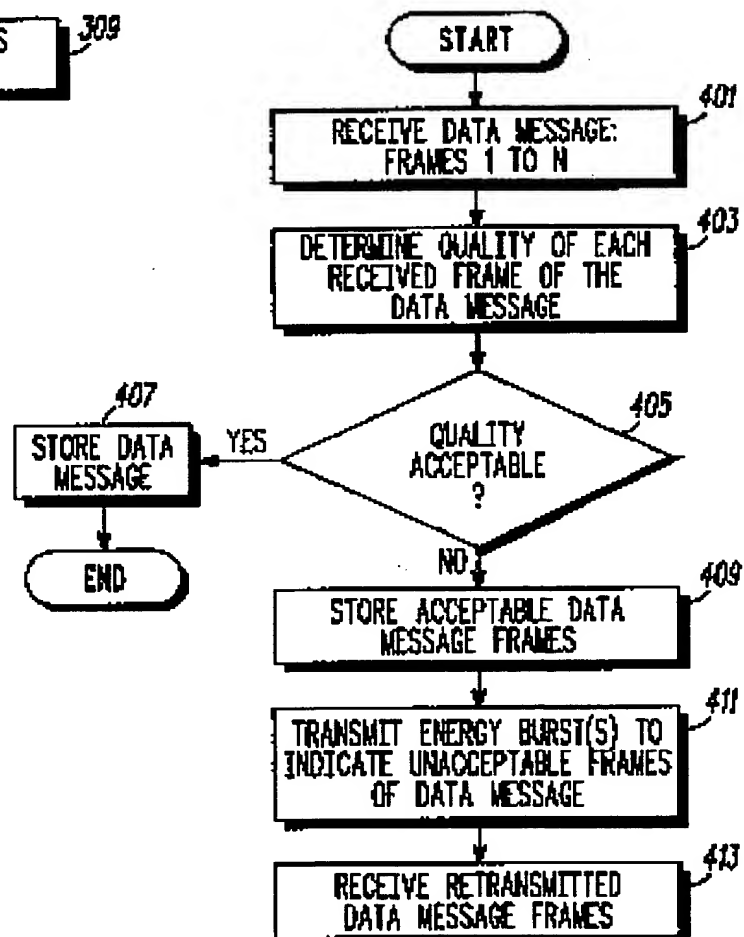 S
309
START
401
RECEIVE DATA MESSAGE:
FRAMES 1 TO N
403
DETERMINE QUALITY OF EACH
RECEIVED FRAME OF THE
DATA MESSAGE
405
QUALITY
ACCEPTABLE
?
YES
407
STORE DATA
MESSAGE
END
NO
409
STORE ACCEPTABLE DATA
MESSAGE FRAMES
411
TRANSMIT ENERGY BURST(S) TO
INDICATE UNACCEPTABLE FRAMES
OF DATA MESSAGE
413
RECEIVE RETRANSMITTED
DATA MESSAGE FRAMES